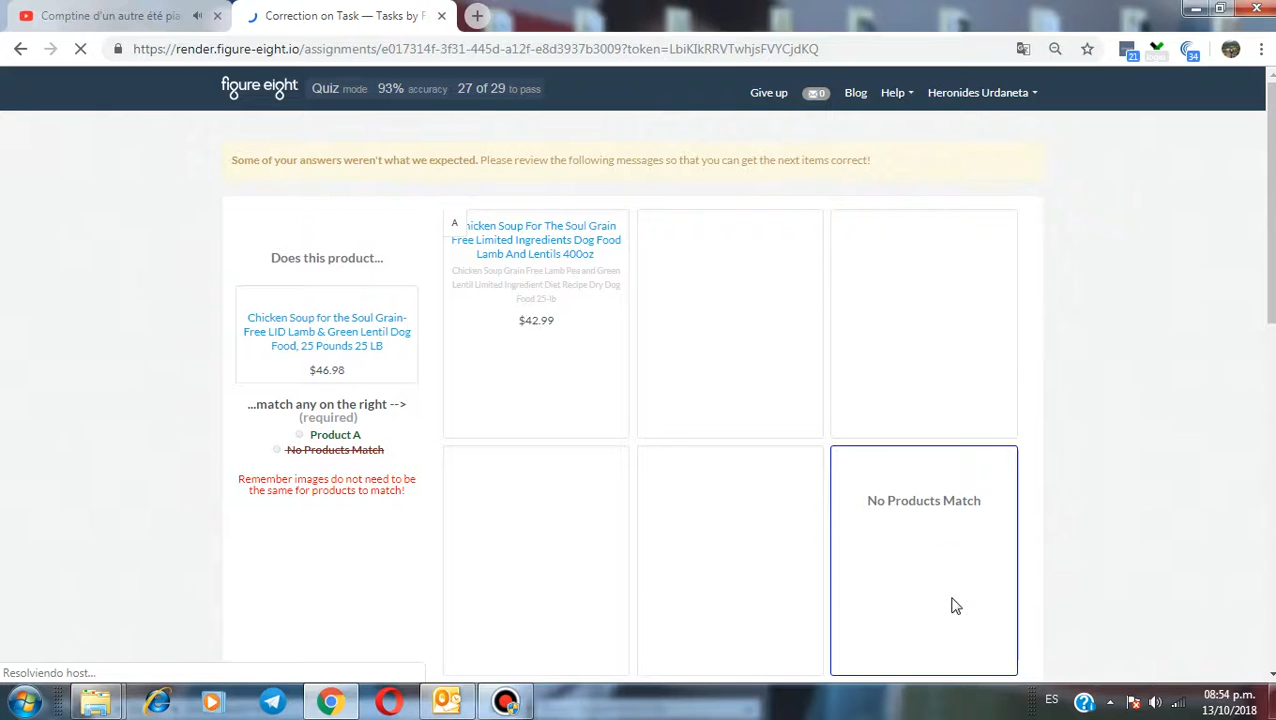 Comptine d'un autre été pia
Correction on Task — Tasks by F
https://render.figure-eight.io/assignments/e017314f-3f31-445d-a12f-e8d3937b3009?token=LbiKIkRRVTwhjsFVYCjdKQ
21
34
figure eight
Quiz mode 93% accuracy 27 of 29 to pass
Give up 0 Blog Help Heronides Urdaneta
Some of your answers weren't what we expected. Please review the following messages so that you can get the next items correct!
Does this product...
Chicken Soup for the Soul Grain-
Free LID Lamb & Green Lentil Dog
Food, 25 Pounds 25 LB
$46.98
...match any on the right -->
(required)
Product A
No Products Match
Remember images do not need to be
the same for products to match!
A
hicken Soup For The Soul Grain
Free Limited Ingredients Dog Food
Lamb And Lentils 400oz
Chicken Soup Grain Free Lamb Pea and Green
Lentil Limited Ingredient Diet Recipe Dry Dog
Food 25-lb
$42.99
No Products Match
Resolviendo host...
ES
08:54 p.m.
13/10/2018